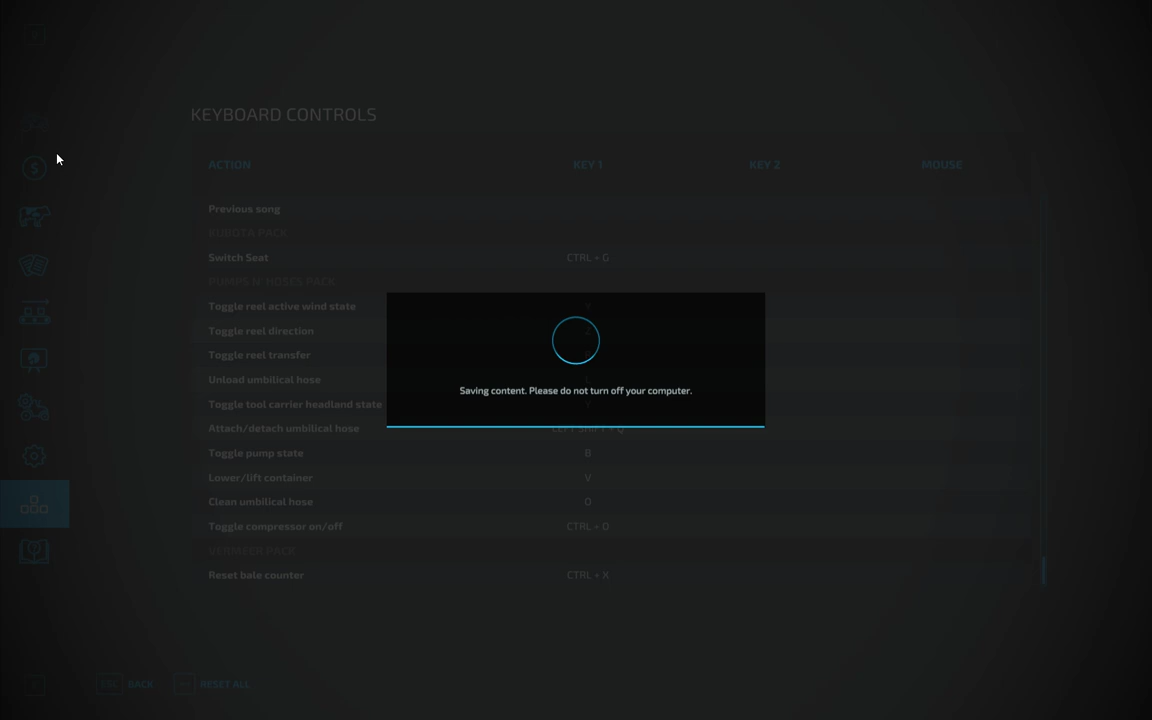 KEYBOARD CONTROLS
ACTION KEY 1 KEY 2 MOUSE
Previous song
KUBOTA PACK
Switch Seat CTRL + G
PUMPS N' HOSES PACK
Toggle reel active wind state
Toggle reel direction
Toggle reel transfer
Unload umbilical hose
Toggle tool carrier headland state
Attach/detach umbilical hose LEFT SHIFT + Q
Toggle pump state B
Lower/lift container V
Clean umbilical hose O
Toggle compressor on/off CTRL + O
VERMEER PACK
Reset bale counter CTRL + X
Saving content. Please do not turn off your computer.
ESC BACK RESET ALL